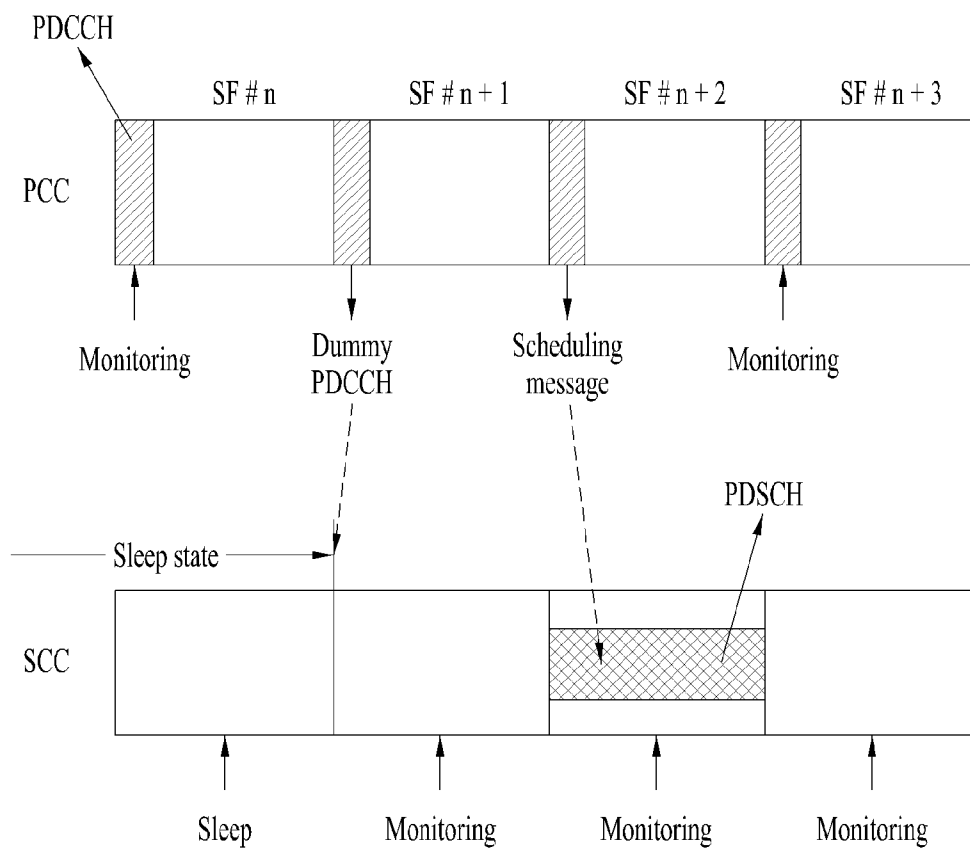 PDCCH
SF # n
SF # n + 1
SF # n + 2
SF # n + 3
PCC
Monitoring
Dummy
PDCCH
Scheduling
message
Monitoring
PDSCH
Sleep state
SCC
Sleep
Monitoring
Monitoring
Monitoring